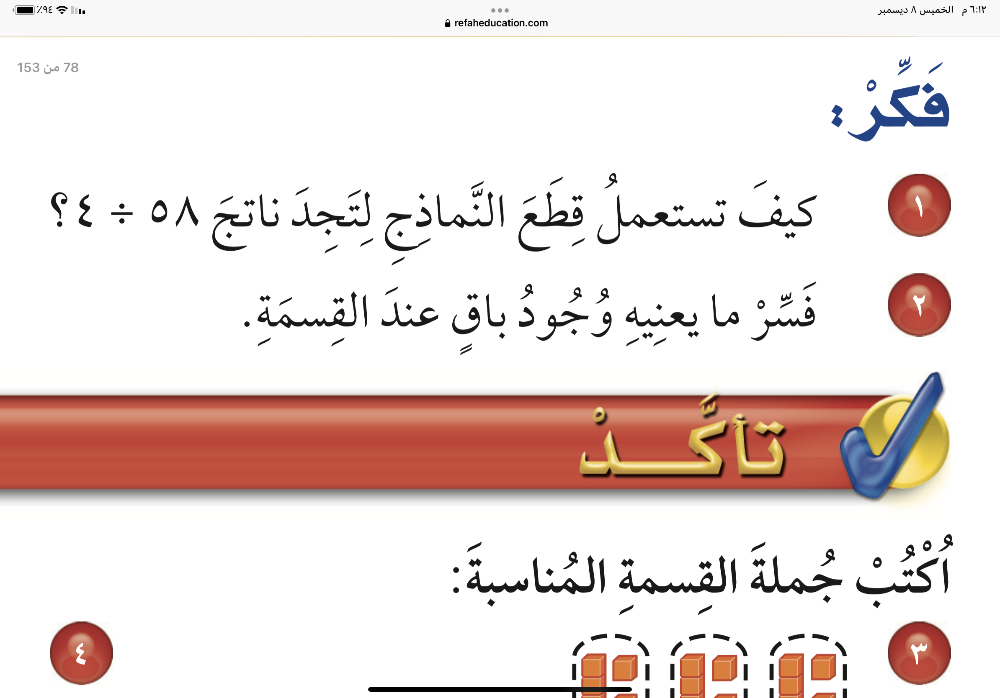 ٦:١٢ م الخميس ٨ ديسمبر
٪٩٤
refaheducation.com
78 من 153
فَكِّرْ:
١ كيفَ تستعملُ قِطَعَ النَّماذِجِ لِتَجِدَ ناتجَ ٥٨ ÷ ٤؟
٢ فَسِّرْ ما يعنِيهِ وُجُودُ باقٍ عندَ القِسمَةِ.
تأكَّـــدْ
اُكْتُبْ جُملةَ القِسمةِ المُناسبةَ:
٣
٤